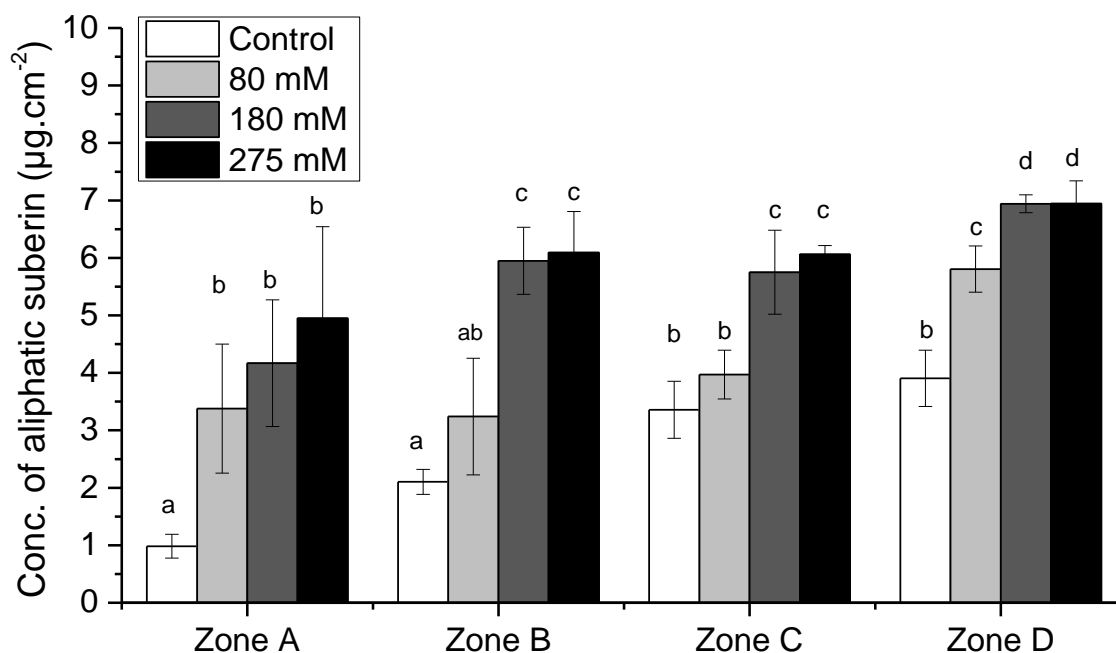 Conc. of aliphatic suberin (µg.cm-2)
10
9
8
7
6
5
4
3
2
1
0
Control
80 mM
180 mM
275 mM
a
b
b
b
a
ab
c
c
b
b
c
c
b
c
d
d
Zone A
Zone B
Zone C
Zone D